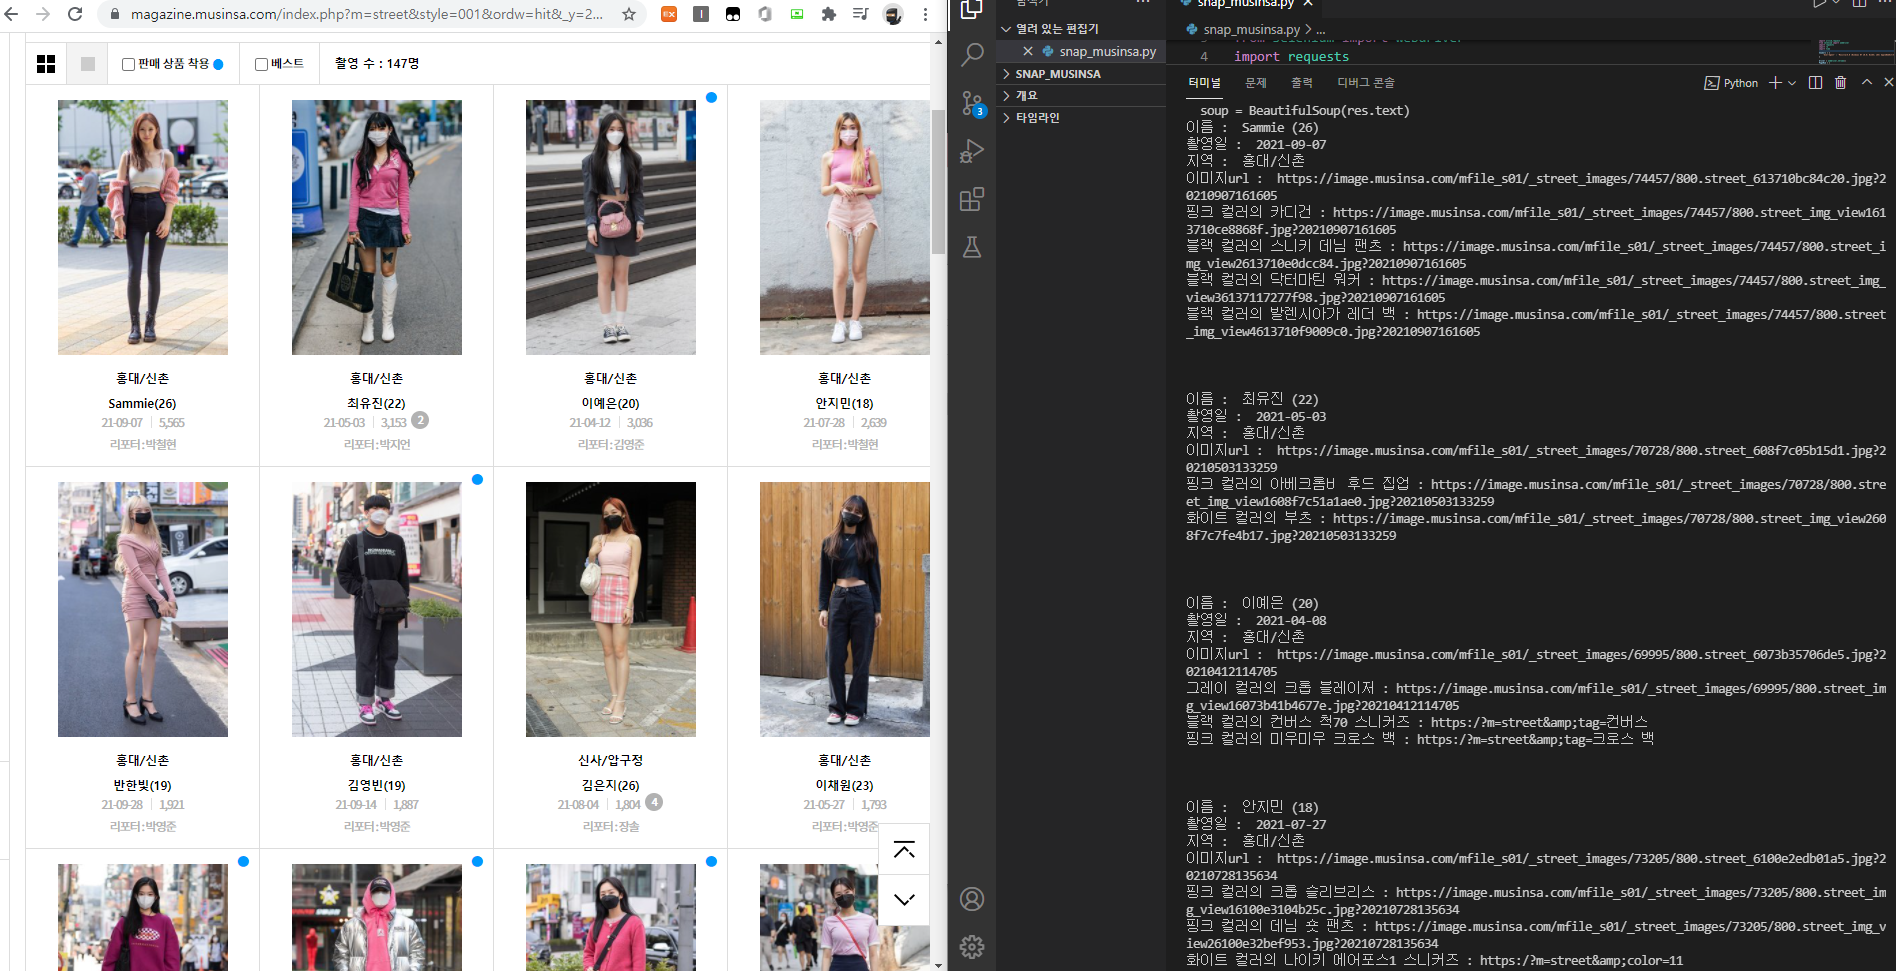 magazine.musinsa.com/index.php?m=street&style=001&ordw=hit&_y=2...
판매 상품 착용
베스트
촬영 수 : 147명
홍대/신촌
Sammie(26)
21-09-07 5,565
리포터 : 박철현
홍대/신촌
최유진(22)
21-05-03 3,153 2
리포터 : 박지언
홍대/신촌
이예은(20)
21-04-12 3,036
리포터 : 김영준
홍대/신촌
안지민(18)
21-07-28 2,639
리포터 : 박철현
홍대/신촌
반한빛(19)
21-09-28 1,921
리포터 : 박영준
홍대/신촌
김영빈(19)
21-09-14 1,887
리포터 : 박영준
신사/압구정
김은지(26)
21-08-04 1,804 4
리포터 : 장솔
홍대/신촌
이채원(23)
21-05-27 1,793
리포터 : 박영준
열려 있는 편집기
snap_musinsa.py
SNAP_MUSINSA
개요
타임라인
3
snap_musinsa.py
snap_musinsa.py > ...
4 import requests
터미널 문제 출력 디버그 콘솔
Python
soup = BeautifulSoup(res.text)
이름 :  Sammie (26)
촬영일 :  2021-09-07
지역 :  홍대/신촌
이미지url :  https://image.musinsa.com/mfile_s01/_street_images/74457/800.street_613710bc84c20.jpg?2
0210907161605
핑크 컬러의 카디건 : https://image.musinsa.com/mfile_s01/_street_images/74457/800.street_img_view161
3710ce8868f.jpg?20210907161605
블랙 컬러의 스니키 데님 팬츠 : https://image.musinsa.com/mfile_s01/_street_images/74457/800.street_i
mg_view2613710e0dcc84.jpg?20210907161605
블랙 컬러의 닥터마틴 워커 : https://image.musinsa.com/mfile_s01/_street_images/74457/800.street_img_
view36137117277f98.jpg?20210907161605
블랙 컬러의 발렌시아가 레더 백 : https://image.musinsa.com/mfile_s01/_street_images/74457/800.street
_img_view4613710f9009c0.jpg?20210907161605
이름 :  최유진 (22)
촬영일 :  2021-05-03
지역 :  홍대/신촌
이미지url :  https://image.musinsa.com/mfile_s01/_street_images/70728/800.street_608f7c05b15d1.jpg?2
0210503133259
핑크 컬러의 아베크롬비 후드 집업 : https://image.musinsa.com/mfile_s01/_street_images/70728/800.stre
et_img_view1608f7c51a1ae0.jpg?20210503133259
화이트 컬러의 부츠 : https://image.musinsa.com/mfile_s01/_street_images/70728/800.street_img_view260
8f7c7fe4b17.jpg?20210503133259
이름 :  이예은 (20)
촬영일 :  2021-04-08
지역 :  홍대/신촌
이미지url :  https://image.musinsa.com/mfile_s01/_street_images/69995/800.street_6073b35706de5.jpg?2
0210412114705
그레이 컬러의 크롭 블레이저 : https://image.musinsa.com/mfile_s01/_street_images/69995/800.street_im
g_view16073b41b4677e.jpg?20210412114705
블랙 컬러의 컨버스 척70 스니커즈 : https:/?m=street&amp;tag=컨버스
핑크 컬러의 미우미우 크로스 백 : https:/?m=street&amp;tag=크로스 백
이름 :  안지민 (18)
촬영일 :  2021-07-27
지역 :  홍대/신촌
이미지url :  https://image.musinsa.com/mfile_s01/_street_images/73205/800.street_6100e2edb01a5.jpg?2
0210728135634
핑크 컬러의 크롭 슬리브리스 : https://image.musinsa.com/mfile_s01/_street_images/73205/800.street_im
g_view16100e3104b25c.jpg?20210728135634
핑크 컬러의 데님 숏 팬츠 : https://image.musinsa.com/mfile_s01/_street_images/73205/800.street_img_v
iew26100e32bef953.jpg?20210728135634
화이트 컬러의 나이키 에어포스1 스니커즈 : https:/?m=street&amp;color=11